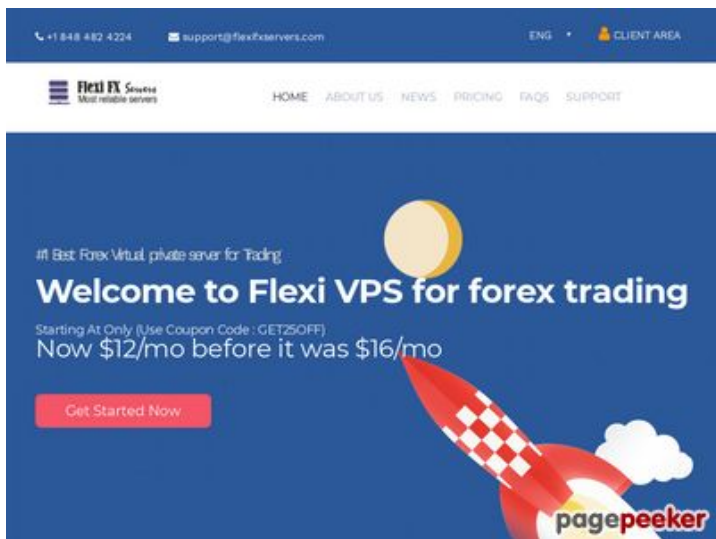 +1 848 482 4224 support@flexifxservers.com ENG CLIENT AREA
Flexi FX Servers
Most reliable servers
HOME ABOUT US NEWS PRICING FAQS SUPPORT
#1 Best Forex Virtual private server for Trading
Welcome to Flexi VPS for forex trading
Starting At Only (Use Coupon Code : GET25OFF)
Now $12/mo before it was $16/mo
Get Started Now
pagepeeker